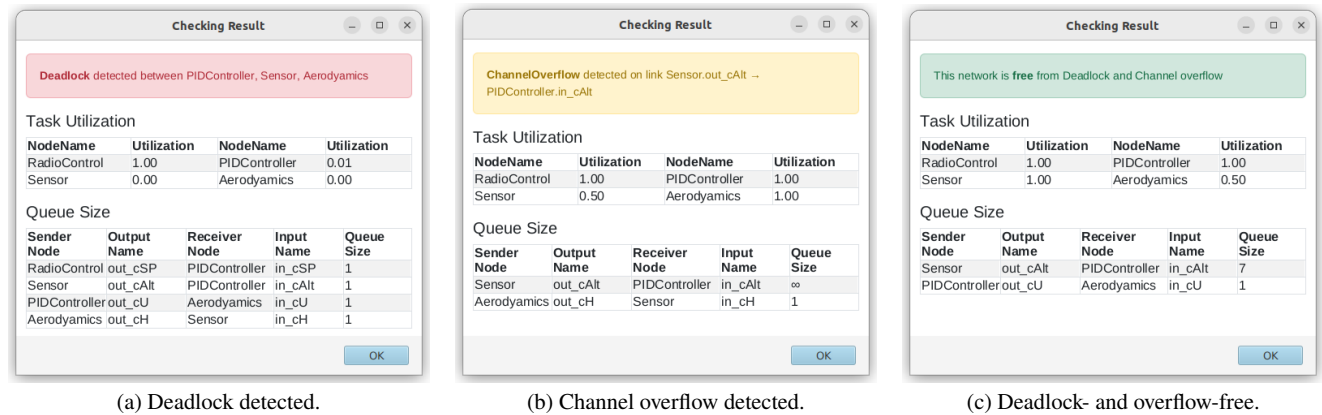 Checking Result
Deadlock detected between PIDController, Sensor, Aerodyamics
Task Utilization
NodeName Utilization NodeName Utilization
RadioControl 1.00 PIDController 0.01
Sensor 0.00 Aerodyamics 0.00
Queue Size
Sender Output Receiver Input Queue
Node Name Node Name Size
RadioControl out_cSP PIDController in_cSP 1
Sensor out_cAlt PIDController in_cAlt 1
PIDController out_cU Aerodyamics in_cU 1
Aerodyamics out_cH Sensor in_cH 1
OK
(a) Deadlock detected.
Checking Result
ChannelOverflow detected on link Sensor.out_cAlt →
PIDController.in_cAlt
Task Utilization
NodeName Utilization NodeName Utilization
RadioControl 1.00 PIDController 1.00
Sensor 0.50 Aerodyamics 1.00
Queue Size
Sender Output Receiver Input Queue
Node Name Node Name Size
Sensor out_cAlt PIDController in_cAlt ∞
Aerodyamics out_cH Sensor in_cH 1
OK
(b) Channel overflow detected.
Checking Result
This network is free from Deadlock and Channel overflow
Task Utilization
NodeName Utilization NodeName Utilization
RadioControl 1.00 PIDController 1.00
Sensor 1.00 Aerodyamics 0.50
Queue Size
Sender Output Receiver Input Queue
Node Name Node Name Size
Sensor out_cAlt PIDController in_cAlt 7
PIDController out_cU Aerodyamics in_cU 1
OK
(c) Deadlock- and overflow-free.